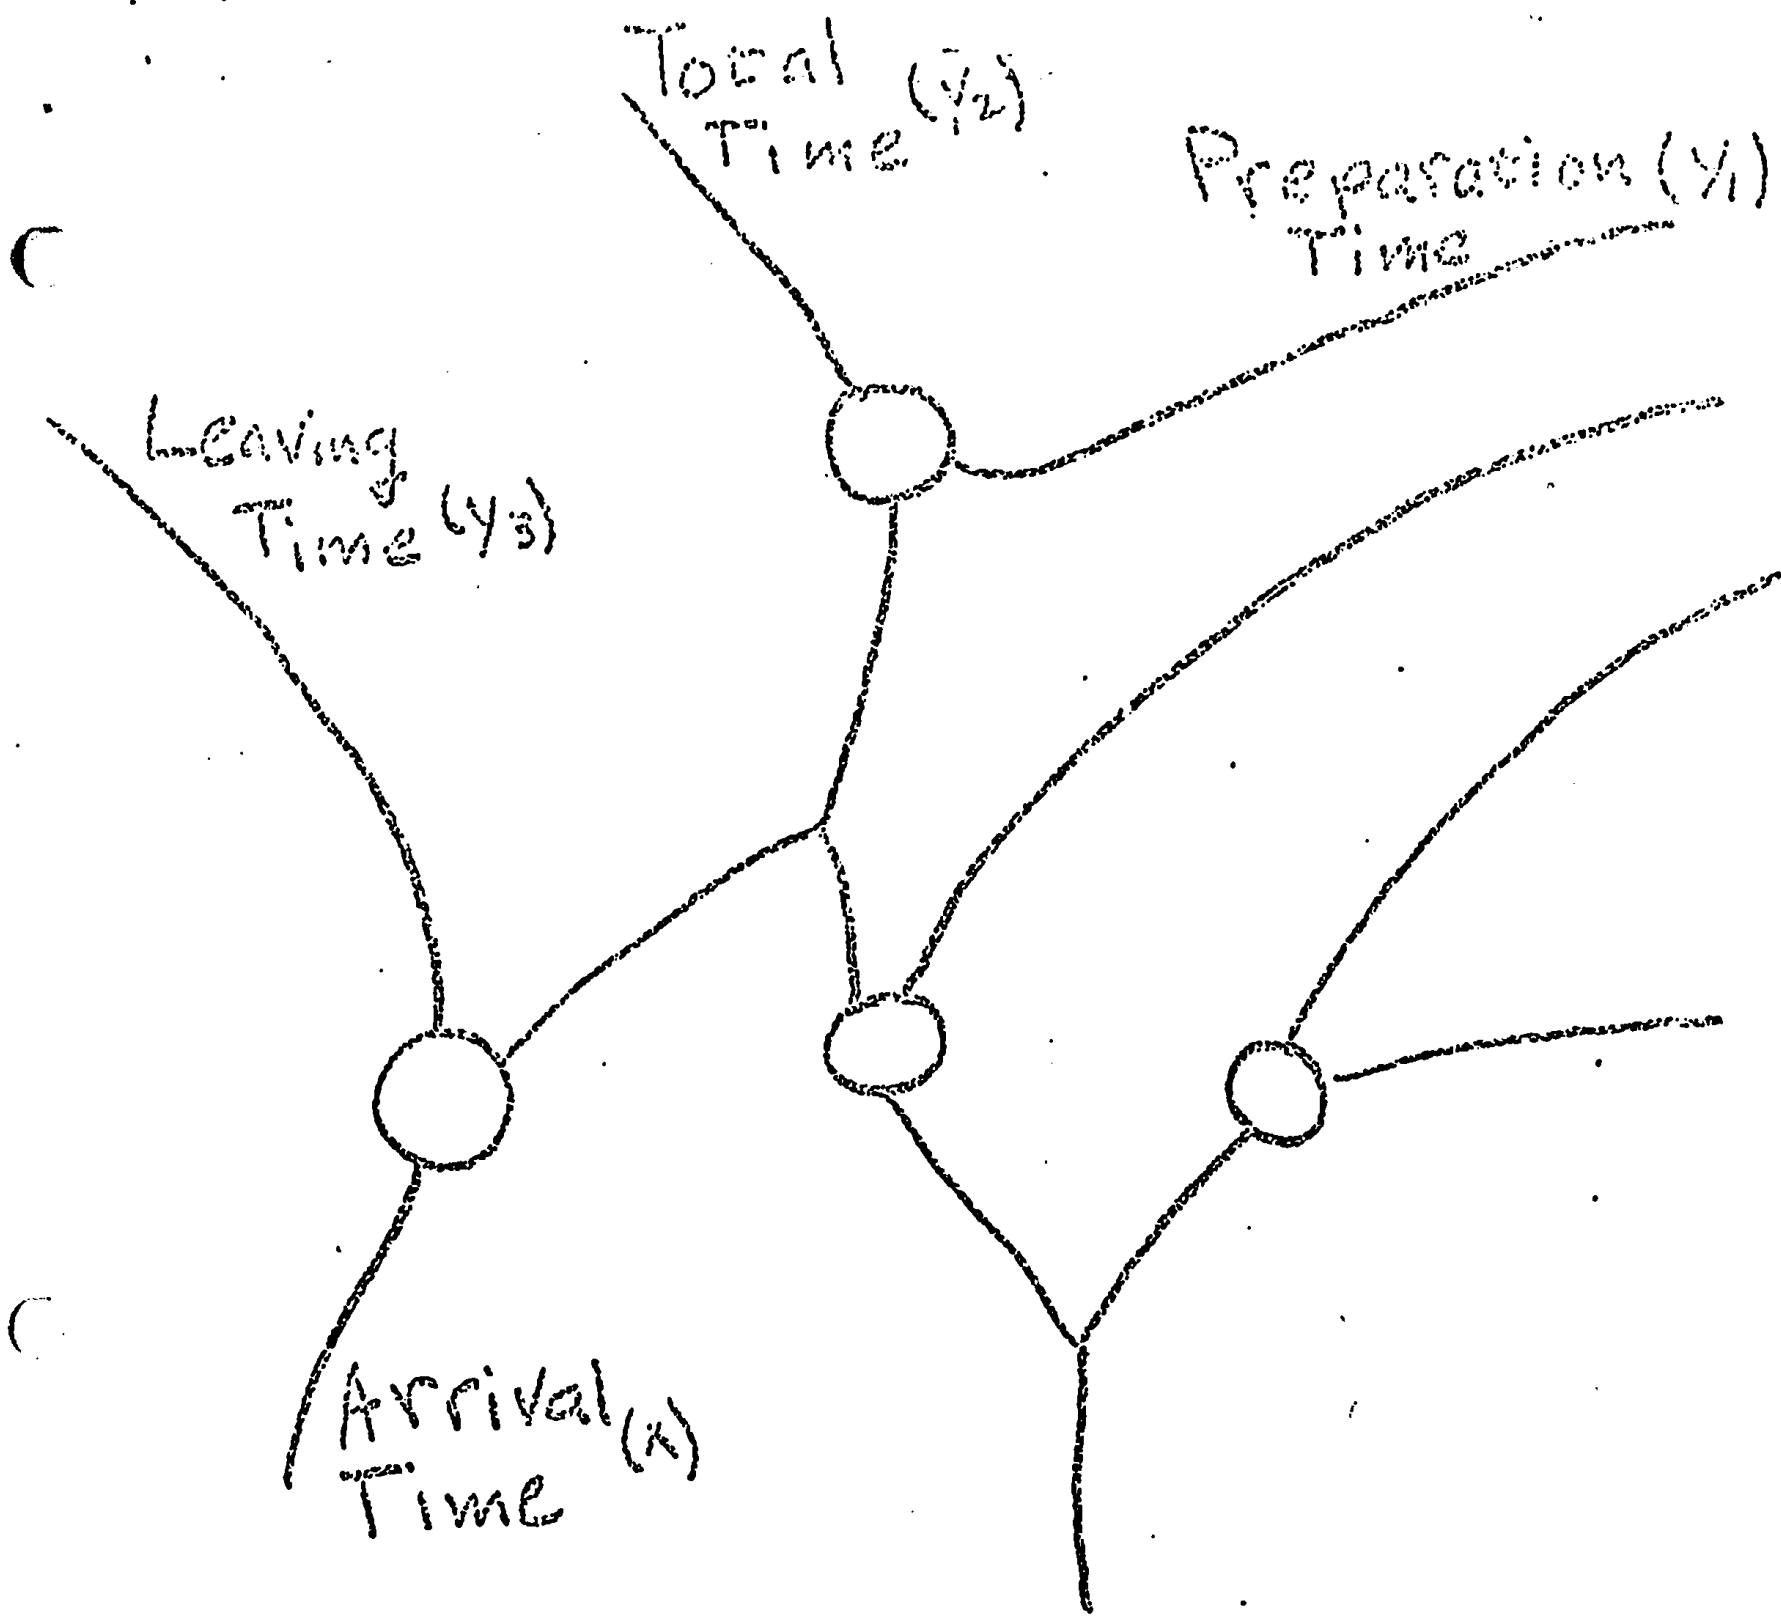 Total
Time (y2)
Preparation (y1)
Time
Leaving
Time (y3)
Arrival (x)
Time